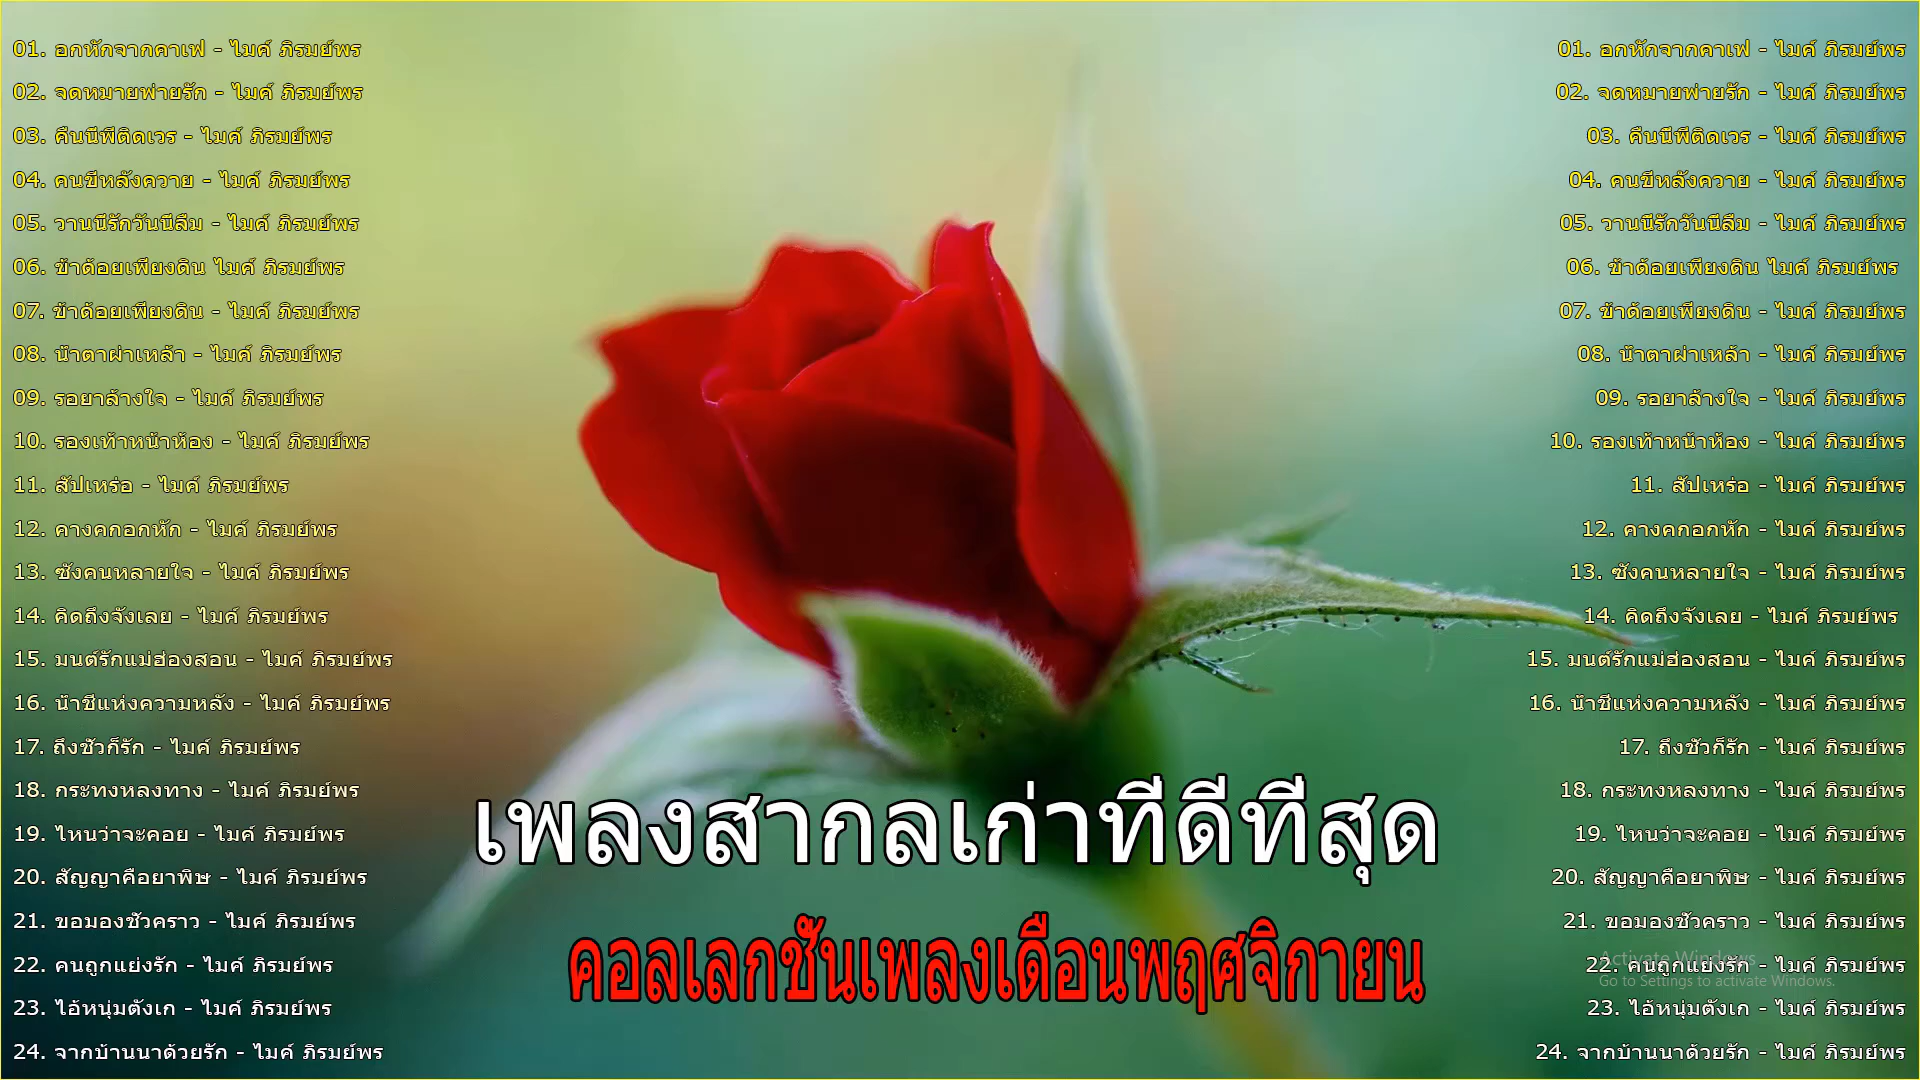 01. อกหักจากคาเฟ่ - ไมค์ ภิรมย์พร
02. จดหมายพ่ายรัก - ไมค์ ภิรมย์พร
03. คืนนี้พี่ติดเวร - ไมค์ ภิรมย์พร
04. คนขี่หลังควาย - ไมค์ ภิรมย์พร
05. วานนี้รักวันนี้ลืม - ไมค์ ภิรมย์พร
06. ข้าด้อยเพียงดิน ไมค์ ภิรมย์พร
07. ข้าด้อยเพียงดิน - ไมค์ ภิรมย์พร
08. น้ำตาผ่าเหล้า - ไมค์ ภิรมย์พร
09. รอยาล้างใจ - ไมค์ ภิรมย์พร
10. รองเท้าหน้าห้อง - ไมค์ ภิรมย์พร
11. สัปเหร่อ - ไมค์ ภิรมย์พร
12. คางคกอกหัก - ไมค์ ภิรมย์พร
13. ซังคนหลายใจ - ไมค์ ภิรมย์พร
14. คิดถึงจังเลย - ไมค์ ภิรมย์พร
15. มนต์รักแม่ฮ่องสอน - ไมค์ ภิรมย์พร
16. น้ำชีแห่งความหลัง - ไมค์ ภิรมย์พร
17. ถึงชั่วก็รัก - ไมค์ ภิรมย์พร
18. กระทงหลงทาง - ไมค์ ภิรมย์พร
19. ไหนว่าจะคอย - ไมค์ ภิรมย์พร
20. สัญญาคือยาพิษ - ไมค์ ภิรมย์พร
21. ขอมองชั่วคราว - ไมค์ ภิรมย์พร
22. คนถูกแย่งรัก - ไมค์ ภิรมย์พร
23. ไอ้หนุ่มตังเก - ไมค์ ภิรมย์พร
24. จากบ้านนาด้วยรัก - ไมค์ ภิรมย์พร
เพลงสากลเก่าที่ดีที่สุด
คอลเลกชันเพลงเดือนพฤศจิกายน
01. อกหักจากคาเฟ่ - ไมค์ ภิรมย์พร
02. จดหมายพ่ายรัก - ไมค์ ภิรมย์พร
03. คืนนี้พี่ติดเวร - ไมค์ ภิรมย์พร
04. คนขี่หลังควาย - ไมค์ ภิรมย์พร
05. วานนี้รักวันนี้ลืม - ไมค์ ภิรมย์พร
06. ข้าด้อยเพียงดิน ไมค์ ภิรมย์พร
07. ข้าด้อยเพียงดิน - ไมค์ ภิรมย์พร
08. น้ำตาผ่าเหล้า - ไมค์ ภิรมย์พร
09. รอยาล้างใจ - ไมค์ ภิรมย์พร
10. รองเท้าหน้าห้อง - ไมค์ ภิรมย์พร
11. สัปเหร่อ - ไมค์ ภิรมย์พร
12. คางคกอกหัก - ไมค์ ภิรมย์พร
13. ซังคนหลายใจ - ไมค์ ภิรมย์พร
14. คิดถึงจังเลย - ไมค์ ภิรมย์พร
15. มนต์รักแม่ฮ่องสอน - ไมค์ ภิรมย์พร
16. น้ำชีแห่งความหลัง - ไมค์ ภิรมย์พร
17. ถึงชั่วก็รัก - ไมค์ ภิรมย์พร
18. กระทงหลงทาง - ไมค์ ภิรมย์พร
19. ไหนว่าจะคอย - ไมค์ ภิรมย์พร
20. สัญญาคือยาพิษ - ไมค์ ภิรมย์พร
21. ขอมองชั่วคราว - ไมค์ ภิรมย์พร
Activate Windows
22. คนถูกแย่งรัก - ไมค์ ภิรมย์พร
Go to Settings to activate Windows.
23. ไอ้หนุ่มตังเก - ไมค์ ภิรมย์พร
24. จากบ้านนาด้วยรัก - ไมค์ ภิรมย์พร